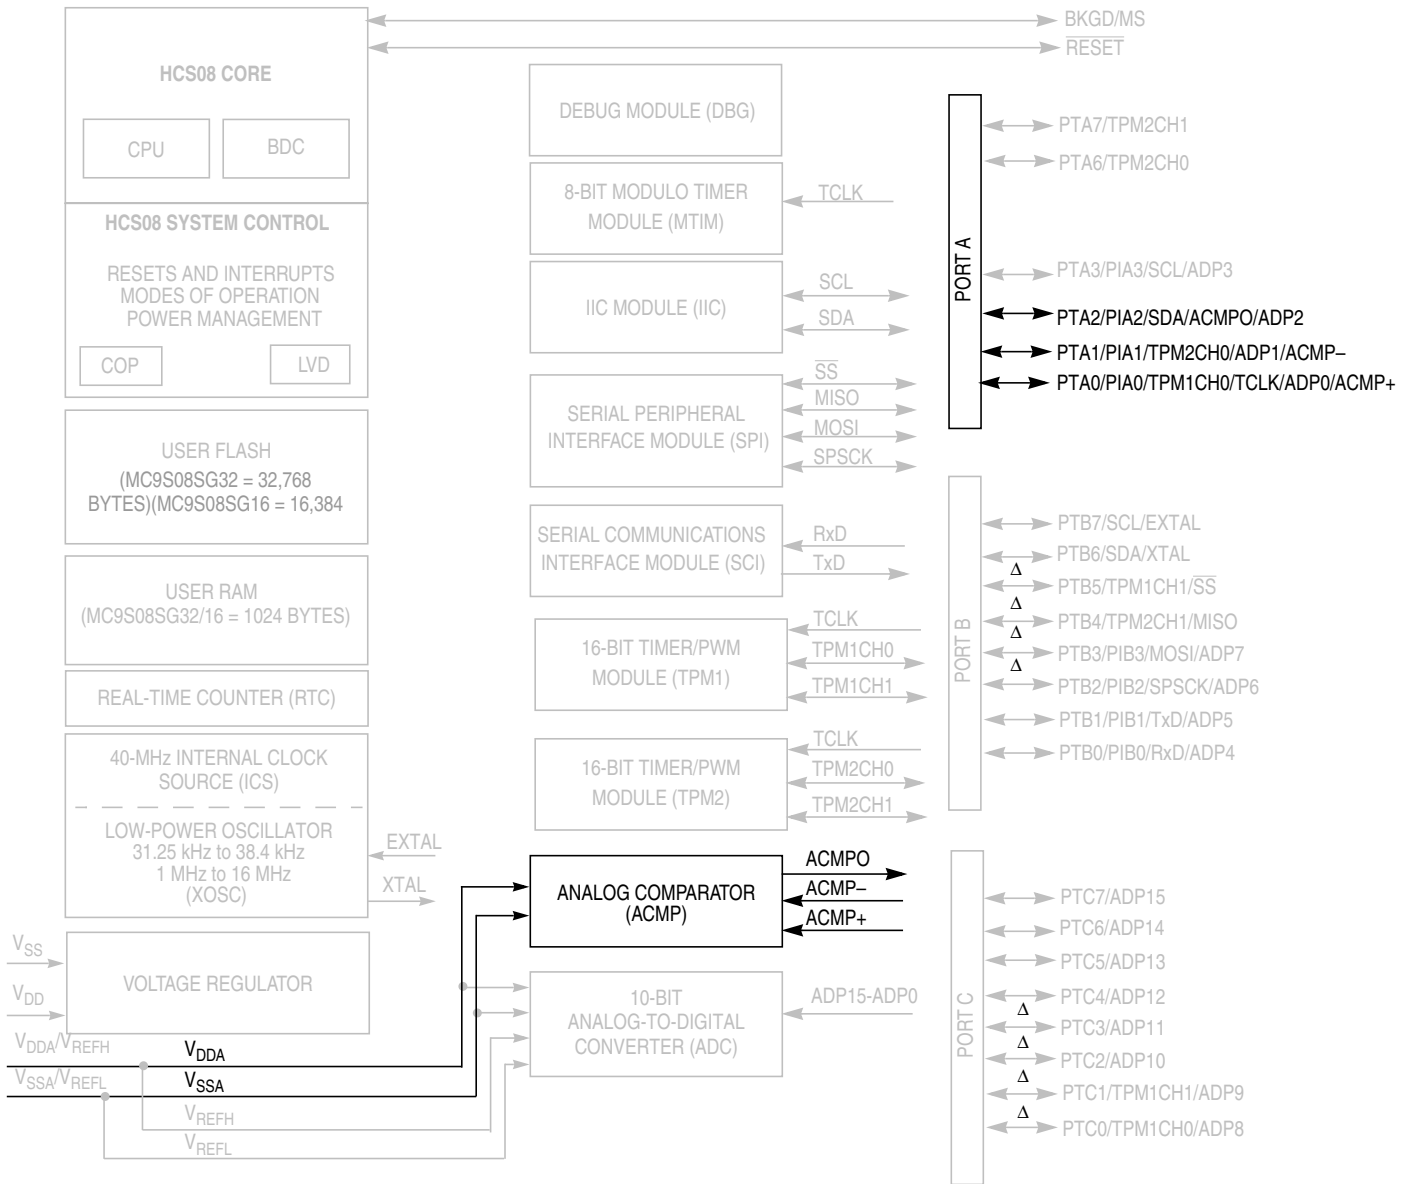 HCS08 CORE
CPU
BDC
HCS08 SYSTEM CONTROL
RESETS AND INTERRUPTS
MODES OF OPERATION
POWER MANAGEMENT
COP
LVD
USER FLASH
(MC9S08SG32 = 32,768
BYTES)(MC9S08SG16 = 16,384
USER RAM
(MC9S08SG32/16 = 1024 BYTES)
REAL-TIME COUNTER (RTC)
40-MHz INTERNAL CLOCK
SOURCE (ICS)
LOW-POWER OSCILLATOR
31.25 kHz to 38.4 kHz
1 MHz to 16 MHz
(XOSC)
EXTAL
XTAL
VSS
VDD
VOLTAGE REGULATOR
VDDA/VREFH
VDDA
VSSA/VREFL
VSSA
VREFH
VREFL
DEBUG MODULE (DBG)
8-BIT MODULO TIMER
MODULE (MTIM)
TCLK
IIC MODULE (IIC)
SCL
SDA
SERIAL PERIPHERAL
INTERFACE MODULE (SPI)
SS
MISO
MOSI
SPSCK
SERIAL COMMUNICATIONS
INTERFACE MODULE (SCI)
RxD
TxD
16-BIT TIMER/PWM
MODULE (TPM1)
TCLK
TPM1CH0
TPM1CH1
16-BIT TIMER/PWM
MODULE (TPM2)
TCLK
TPM2CH0
TPM2CH1
ANALOG COMPARATOR
(ACMP)
ACMPO
ACMP–
ACMP+
10-BIT
ANALOG-TO-DIGITAL
CONVERTER (ADC)
ADP15-ADP0
BKGD/MS
RESET
PORT A
PTA7/TPM2CH1
PTA6/TPM2CH0
PTA3/PIA3/SCL/ADP3
PTA2/PIA2/SDA/ACMPO/ADP2
PTA1/PIA1/TPM2CH0/ADP1/ACMP–
PTA0/PIA0/TPM1CH0/TCLK/ADP0/ACMP+
PORT B
PTB7/SCL/EXTAL
PTB6/SDA/XTAL
Δ
PTB5/TPM1CH1/SS
Δ
PTB4/TPM2CH1/MISO
Δ
PTB3/PIB3/MOSI/ADP7
Δ
PTB2/PIB2/SPSCK/ADP6
PTB1/PIB1/TxD/ADP5
PTB0/PIB0/RxD/ADP4
PORT C
PTC7/ADP15
PTC6/ADP14
PTC5/ADP13
PTC4/ADP12
Δ
PTC3/ADP11
Δ
PTC2/ADP10
Δ
PTC1/TPM1CH1/ADP9
Δ
PTC0/TPM1CH0/ADP8